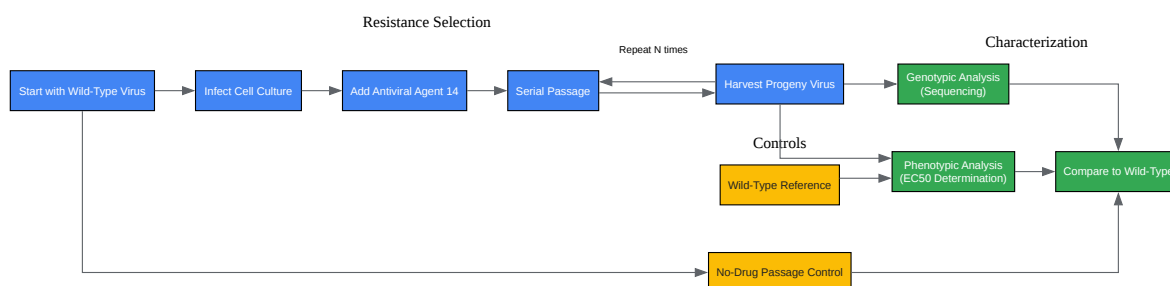 Resistance Selection
Repeat N times
Characterization
Start with Wild-Type Virus
Infect Cell Culture
Add Antiviral Agent 14
Serial Passage
Harvest Progeny Virus
Genotypic Analysis
(Sequencing)
Controls
Wild-Type Reference
Phenotypic Analysis
(EC50 Determination)
Compare to Wild-Type
No-Drug Passage Control